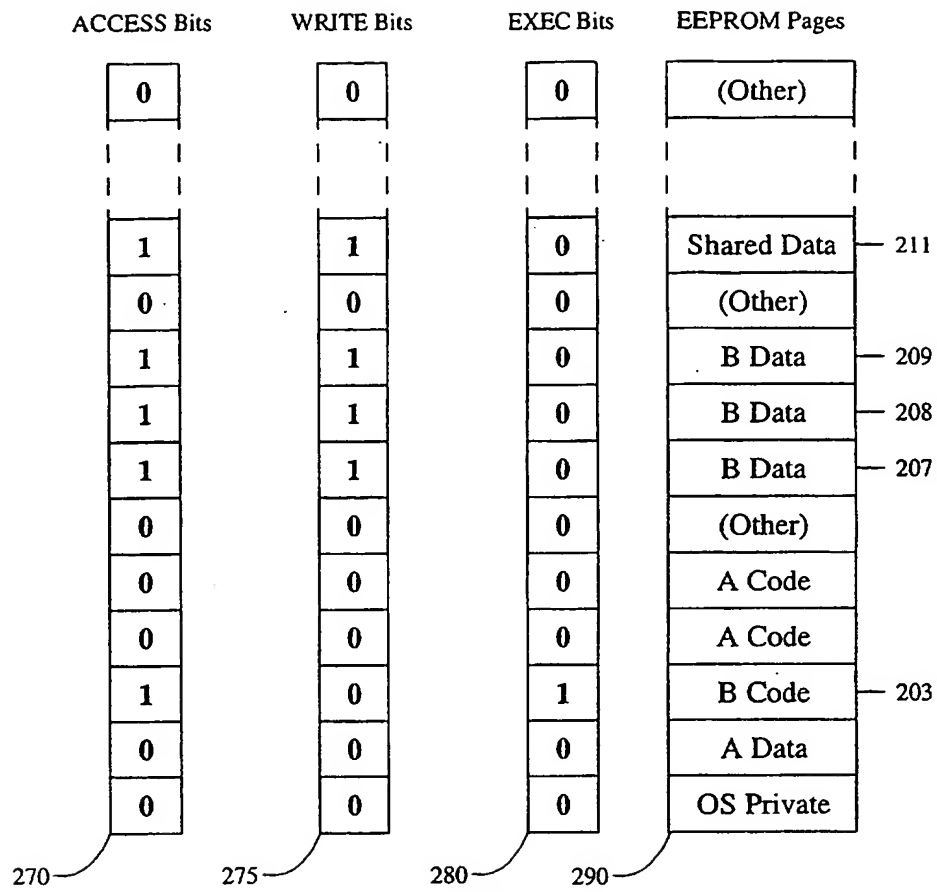 ACCESS Bits WRITE Bits EXEC Bits EEPROM Pages
0 0 0 (Other)
1 1 0 Shared Data 211
0 0 0 (Other)
1 1 0 B Data 209
1 1 0 B Data 208
1 1 0 B Data 207
0 0 0 (Other)
0 0 0 A Code
0 0 0 A Code
1 0 1 B Code 203
0 0 0 A Data
0 0 0 OS Private
270 275 280 290